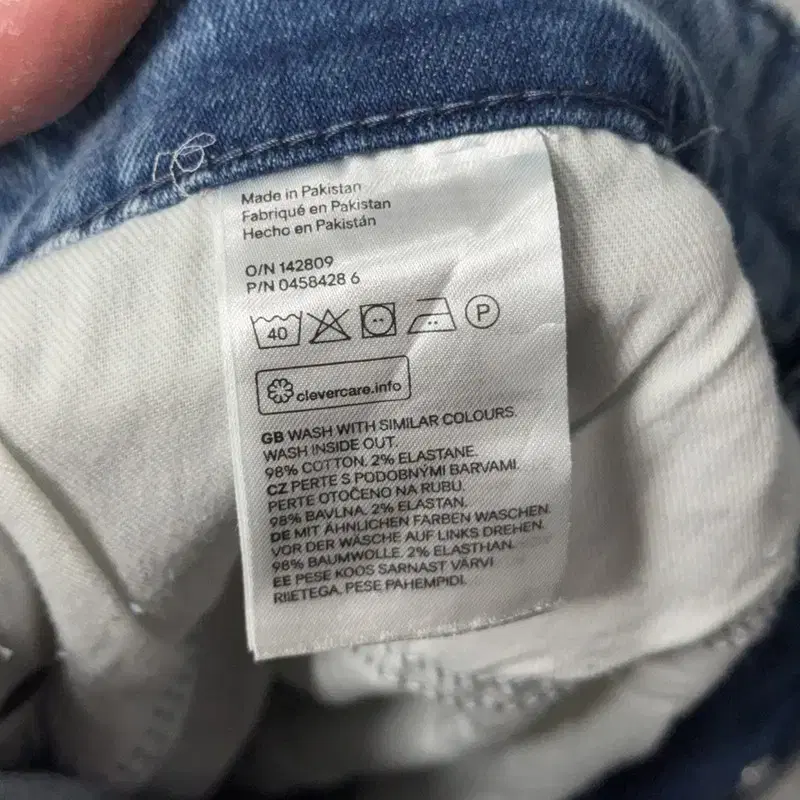 Made in Pakistan
Fabriqué en Pakistan
Hecho en Pakistán
O/N 142809
P/N 0458428 6
40 P
clevercare.info
GB WASH WITH SIMILAR COLOURS.
WASH INSIDE OUT.
98% COTTON. 2% ELASTANE.
CZ PERTE S PODOBNÝMI BARVAMI.
PERTE OTOČENO NA RUBU.
98% BAVLNA. 2% ELASTAN.
DE MIT ÄHNLICHEN FARBEN WASCHEN.
VOR DER WÄSCHE AUF LINKS DREHEN.
98% BAUMWOLLE. 2% ELASTHAN.
EE PESE KOOS SARNAST VÄRVI
RIIETEGA. PESE PAHEMPIDI.